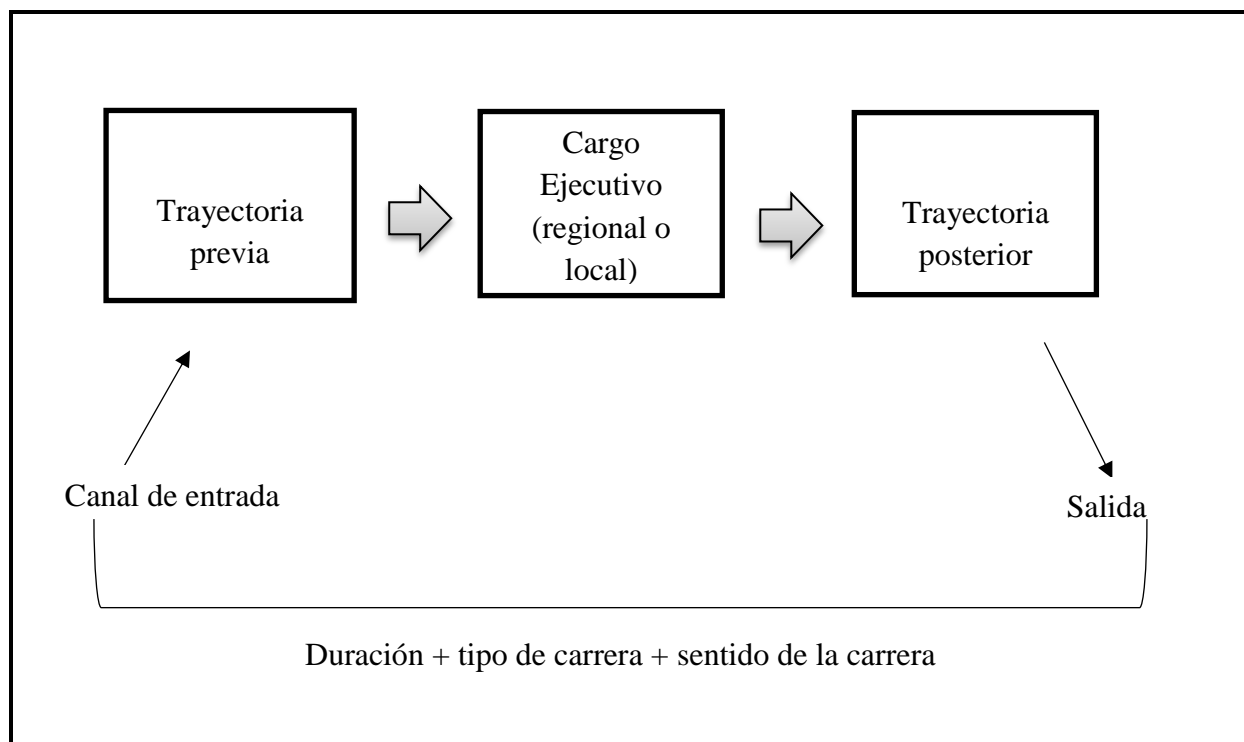 Trayectoria
previa
Cargo
Ejecutivo
(regional o
local)
Trayectoria
posterior
Canal de entrada
Salida
Duración + tipo de carrera + sentido de la carrera